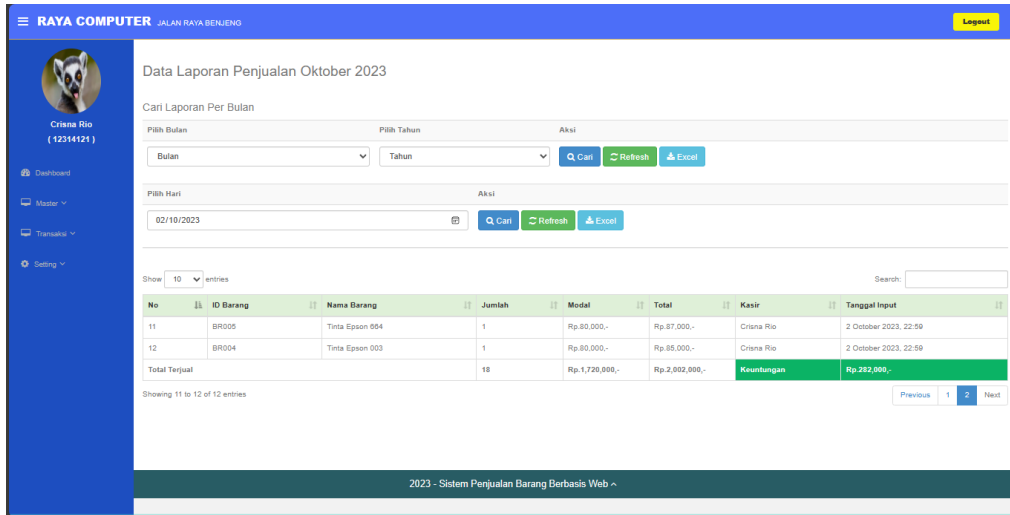 RAYA COMPUTER JALAN RAYA BENJENG
Logout
Crisna Rio
( 12314121 )
Dashboard
Master
Transaksi
Setting
Data Laporan Penjualan Oktober 2023
Cari Laporan Per Bulan
Pilih Bulan Pilih Tahun Aksi
Bulan Tahun Cari Refresh Excel
Pilih Hari Aksi
02/10/2023 Cari Refresh Excel
Show 10 entries Search:
No ID Barang Nama Barang Jumlah Modal Total Kasir Tanggal Input
11 BR005 Tinta Epson 664 1 Rp.80,000,- Rp.87,000,- Crisna Rio 2 October 2023, 22:59
12 BR004 Tinta Epson 003 1 Rp.80,000,- Rp.85,000,- Crisna Rio 2 October 2023, 22:59
Total Terjual 18 Rp.1,720,000,- Rp.2,002,000,- Keuntungan Rp.282,000,-
Showing 11 to 12 of 12 entries Previous 1 2 Next
2023 - Sistem Penjualan Barang Berbasis Web